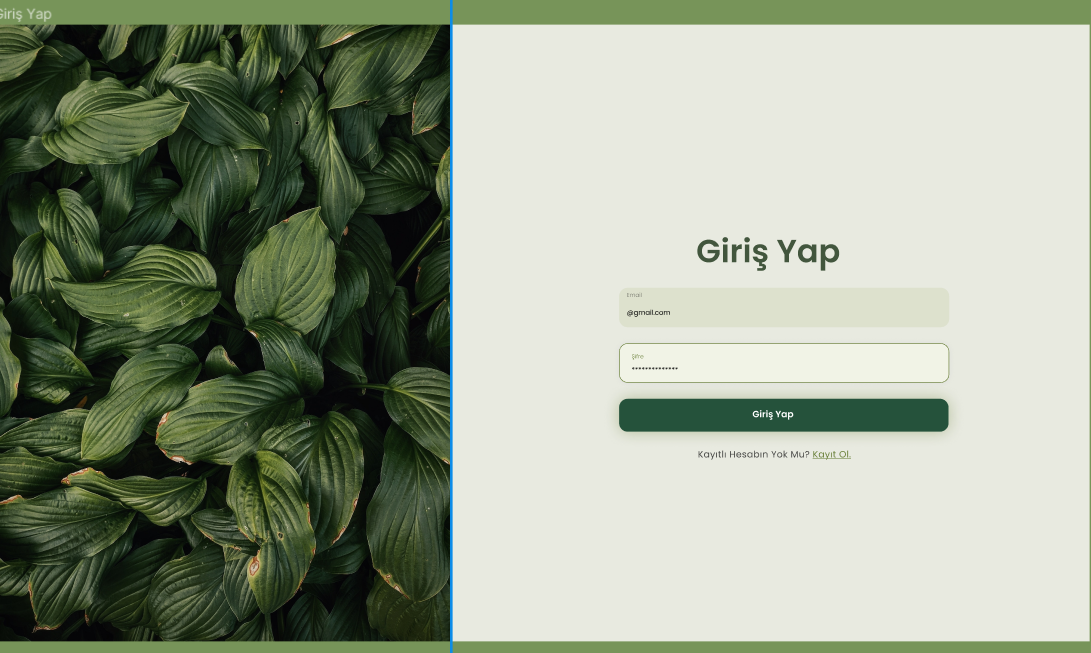 Giriş Yap
Giriş Yap
Email
@gmail.com
Şifre
**************
Giriş Yap
Kayıtlı Hesabın Yok Mu? Kayıt Ol.